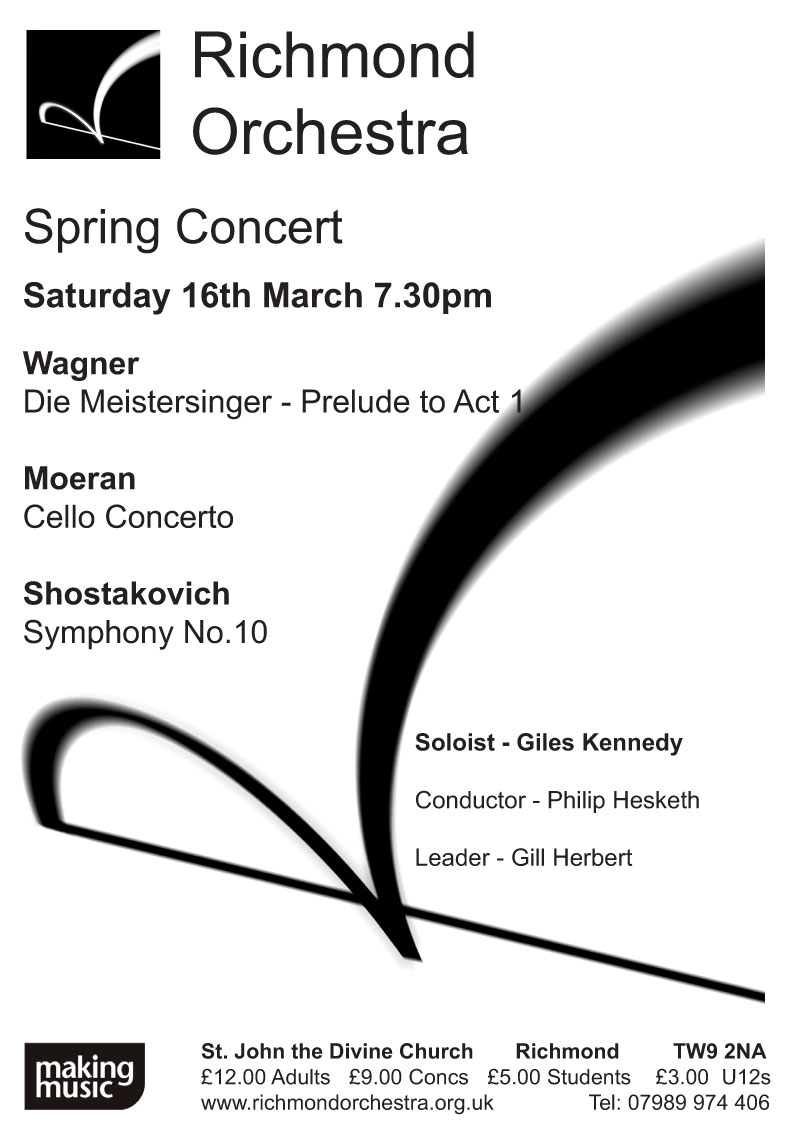 Richmond
Orchestra
Spring Concert
Saturday 16th March 7.30pm
Wagner
Die Meistersinger - Prelude to Act 1
Moeran
Cello Concerto
Shostakovich
Symphony No.10
Soloist - Giles Kennedy
Conductor - Philip Hesketh
Leader - Gill Herbert
making
music
St. John the Divine Church Richmond TW9 2NA
£12.00 Adults £9.00 Concs £5.00 Students £3.00 U12s
www.richmondorchestra.org.uk Tel: 07989 974 406